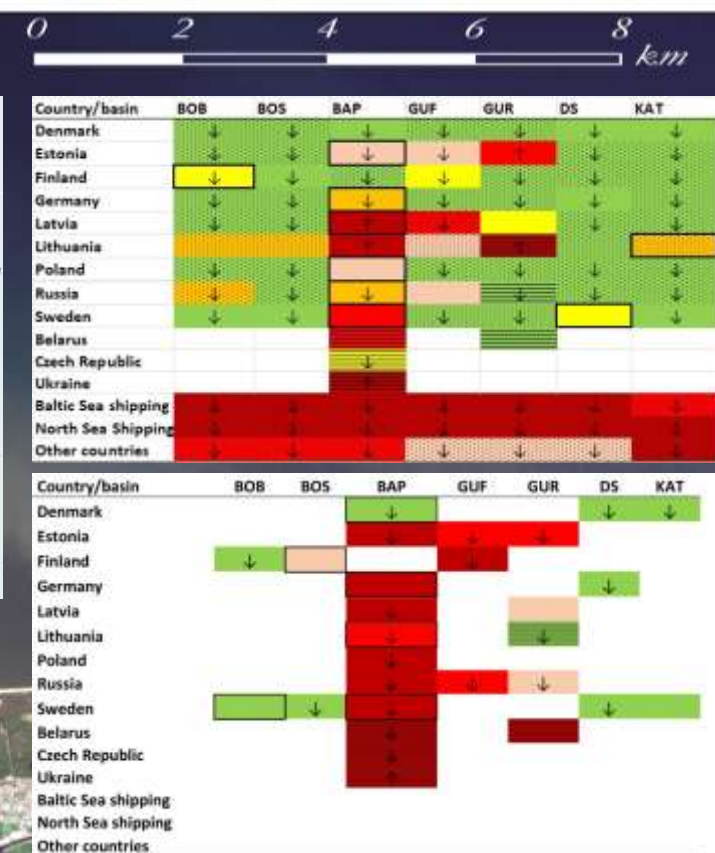 0 2 4 6 8 km
Country/basin BOB BOS BAP GUF GUR DS KAT
Denmark ↓ ↓ ↓ ↓ ↓ ↓ ↓
Estonia ↓ ↓ ↓ ↓ ↑ ↓ ↓
Finland ↓ ↓ ↓ ↓ ↓ ↓ ↓
Germany ↓ ↓ ↓ ↓ ↓ ↓ ↓
Latvia ↓ ↓ ↑ ↓ ↓ ↓
Lithuania ↑ ↑ ↓
Poland ↓ ↓ ↓ ↓ ↓ ↓
Russia ↓ ↓ ↓ ↓ ↓ ↓
Sweden ↓ ↓ ↓ ↓ ↓
Belarus
Czech Republic ↓
Ukraine ↑
Baltic Sea shipping ↓ ↓ ↓ ↓ ↓ ↓ ↓
North Sea Shipping ↓ ↓ ↓ ↓ ↓ ↓ ↓
Other countries ↓ ↓ ↓ ↓ ↓ ↓ ↓
Country/basin BOB BOS BAP GUF GUR DS KAT
Denmark ↓ ↓ ↓
Estonia ↓ ↓ ↓
Finland ↓ ↓
Germany ↓
Latvia ↓
Lithuania ↓ ↓
Poland ↓
Russia ↓ ↓ ↓
Sweden ↓ ↓ ↓
Belarus ↓
Czech Republic ↓
Ukraine ↑
Baltic Sea shipping
North Sea shipping
Other countries